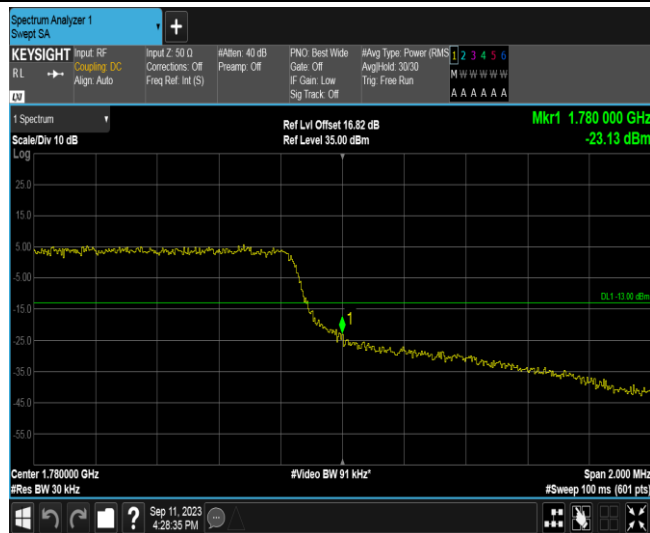 Spectrum Analyzer 1
Swept SA
+
KEYSIGHT
RL
LXI
Input: RF
Coupling: DC
Align: Auto
Input Z: 50 Ω
Corrections: Off
Freq Ref: Int (S)
#Atten: 40 dB
Preamp: Off
PNO: Best Wide
Gate: Off
IF Gain: Low
Sig Track: Off
#Avg Type: Power (RMS
Avg|Hold: 30/30
Trig: Free Run
1 2 3 4 5 6
M W W W W W
A A A A A A
1 Spectrum
Scale/Div 10 dB
Log
Ref Lvl Offset 16.82 dB
Ref Level 35.00 dBm
Mkr1 1.780 000 GHz
-23.13 dBm
25.0
15.0
5.00
-5.00
DL1 -13.00 dBm
-15.0
1
-25.0
-35.0
-45.0
-55.0
Center 1.780000 GHz
#Res BW 30 kHz
#Video BW 91 kHz*
Span 2.000 MHz
#Sweep 100 ms (601 pts)
?
Sep 11, 2023
4:28:35 PM